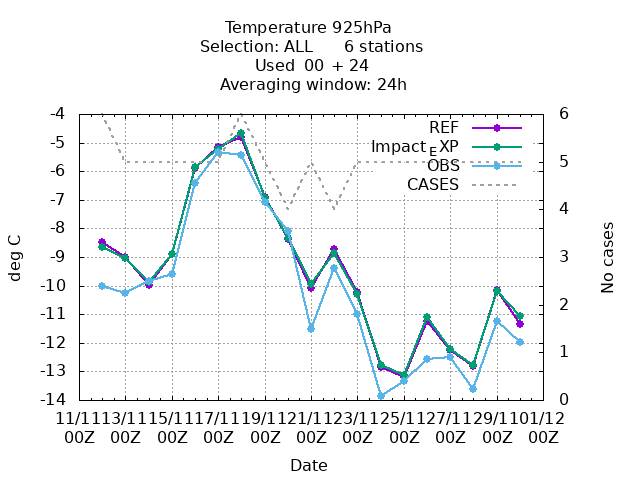 Temperature 925hPa
Selection: ALL 6 stations
Used 00 + 24
Averaging window: 24h
REF
Impact_EXP
OBS
CASES
deg C
-4
-5
-6
-7
-8
-9
-10
-11
-12
-13
-14
No cases
6
5
4
3
2
1
0
11/11 13/11 15/11 17/11 19/11 21/11 23/11 25/11 27/11 29/11 01/12
00Z 00Z 00Z 00Z 00Z 00Z 00Z 00Z 00Z 00Z 00Z
Date